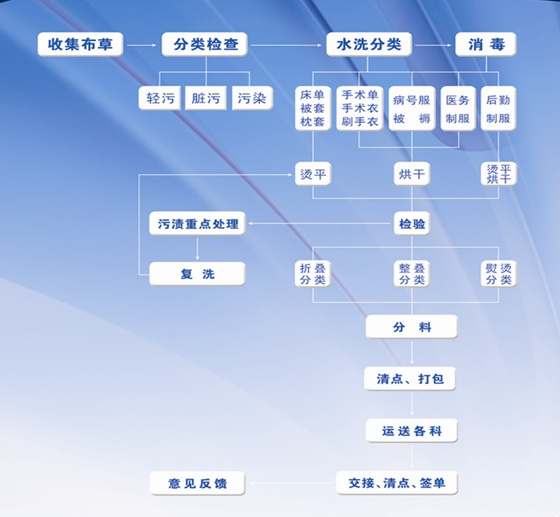 收集布草
分类检查
水洗分类
消毒
轻污
脏污
污染
床单
被套
枕套
手术单
手术衣
刷手衣
病号服
被褥
医务
制服
后勤
制服
烫平
烘干
烫平
烘干
污渍重点处理
检验
复洗
折叠
分类
整叠
分类
熨烫
分类
分料
清点、打包
运送各科
意见反馈
交接、清点、签单